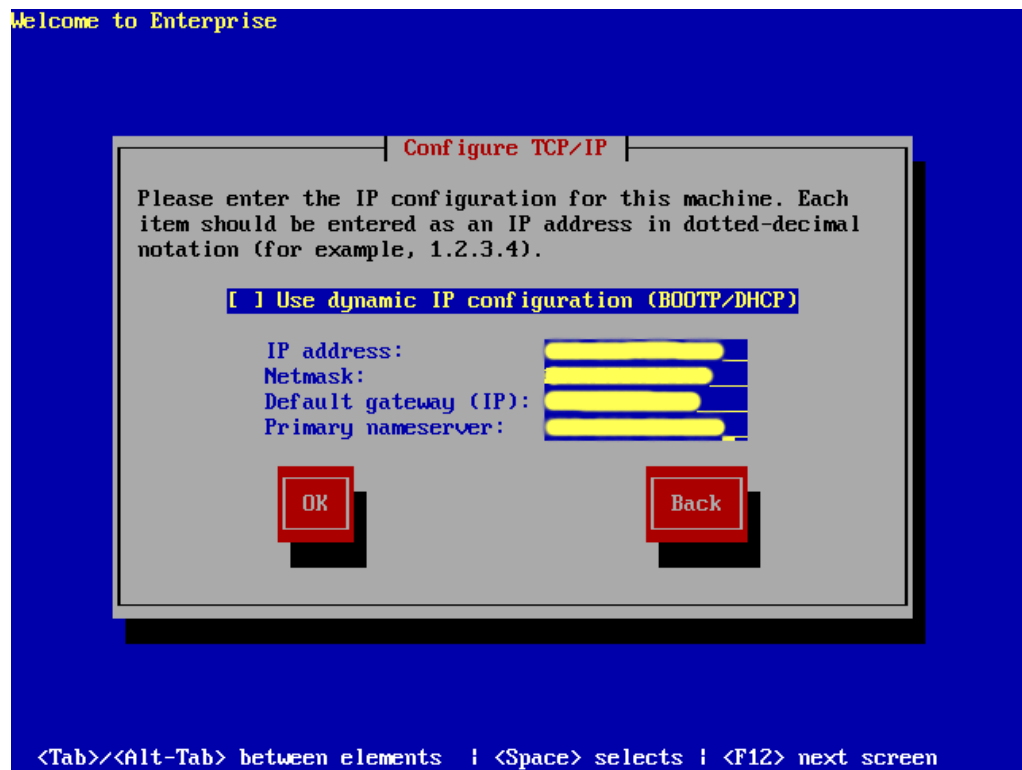 Welcome to Enterprise
Configure TCP/IP
Please enter the IP configuration for this machine. Each
item should be entered as an IP address in dotted-decimal
notation (for example, 1.2.3.4).
[ ] Use dynamic IP configuration (BOOTP/DHCP)
IP address:
Netmask:
Default gateway (IP):
Primary nameserver:
OK Back
<Tab>/<Alt-Tab> between elements | <Space> selects | <F12> next screen